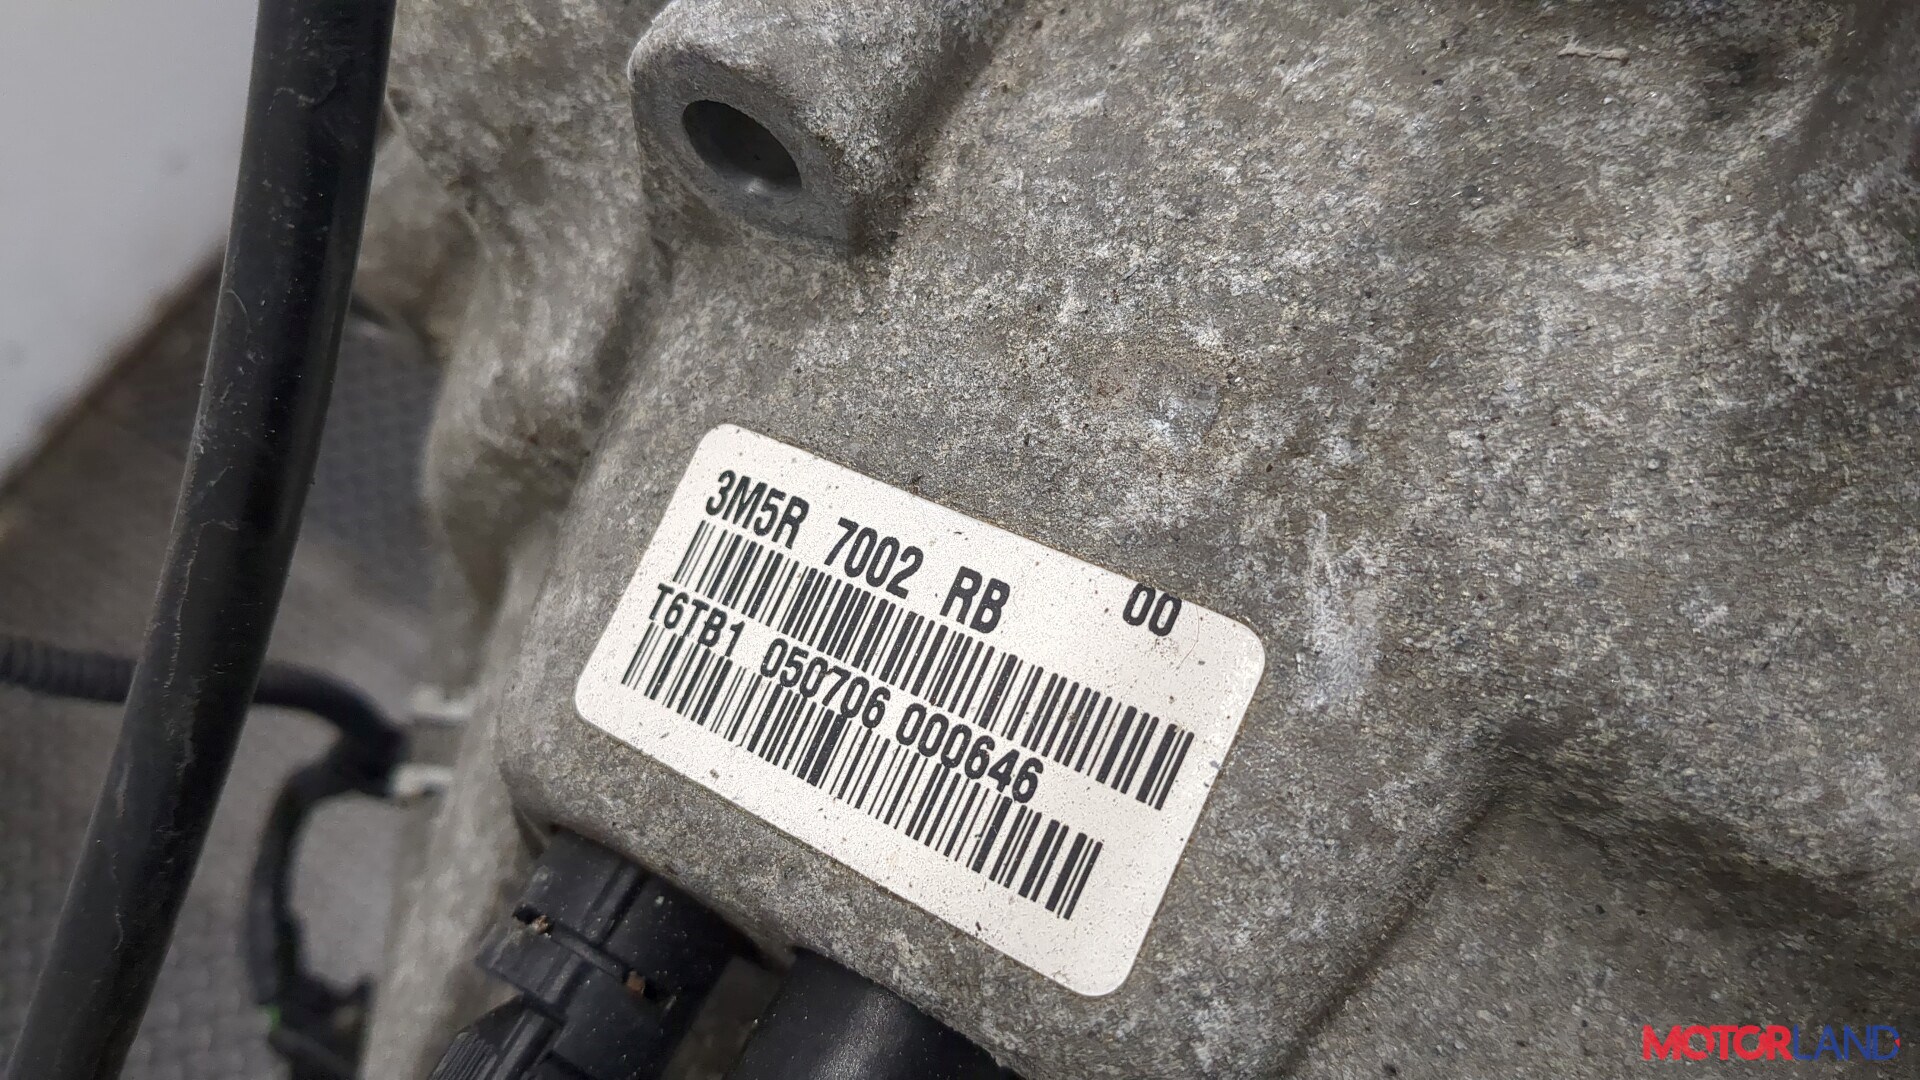 3M5R 7002 RB 00
T6TB1 050706 000646
MOTORLAND